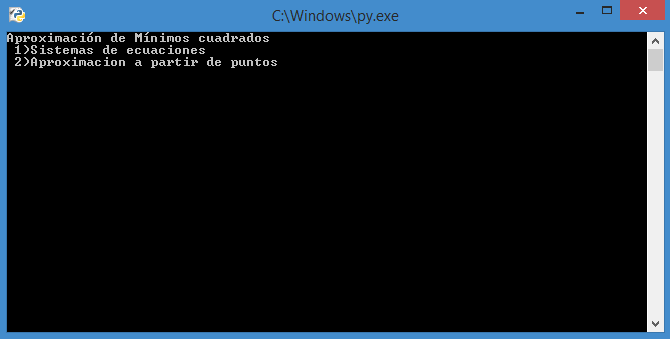 C:\Windows\py.exe
Aproximación de Mínimos cuadrados
1)Sistemas de ecuaciones
2)Aproximacion a partir de puntos